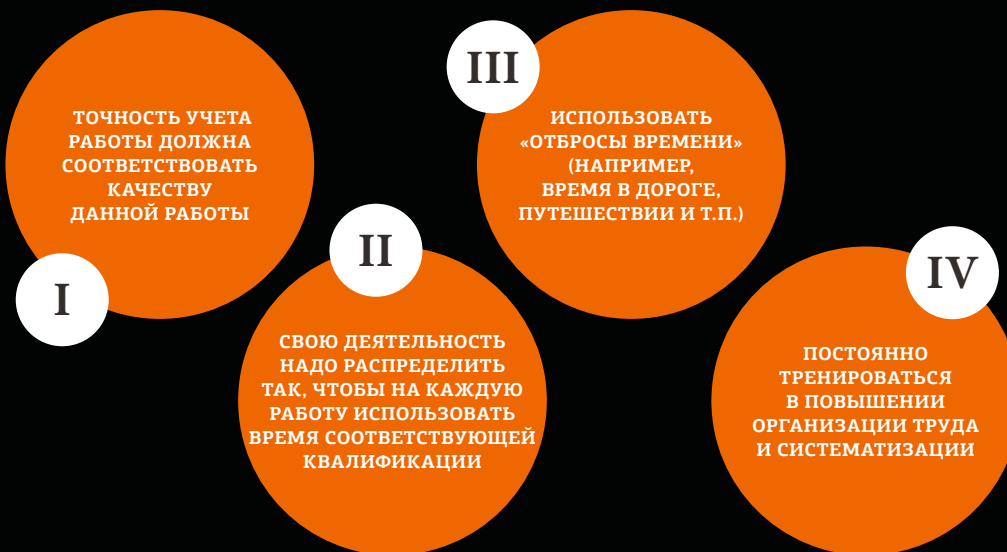 I
ТОЧНОСТЬ УЧЕТА
РАБОТЫ ДОЛЖНА
СООТВЕТСТВОВАТЬ
КАЧЕСТВУ
ДАННОЙ РАБОТЫ
II
СВОЮ ДЕЯТЕЛЬНОСТЬ
НАДО РАСПРЕДЕЛИТЬ
ТАК, ЧТОБЫ НА КАЖДУЮ
РАБОТУ ИСПОЛЬЗОВАТЬ
ВРЕМЯ СООТВЕТСТВУЮЩЕЙ
КВАЛИФИКАЦИИ
III
ИСПОЛЬЗОВАТЬ
«ОТБРОСЫ ВРЕМЕНИ»
(НАПРИМЕР,
ВРЕМЯ В ДОРОГЕ,
ПУТЕШЕСТВИИ И Т.П.)
IV
ПОСТОЯННО
ТРЕНИРОВАТЬСЯ
В ПОВЫШЕНИИ
ОРГАНИЗАЦИИ ТРУДА
И СИСТЕМАТИЗАЦИИ